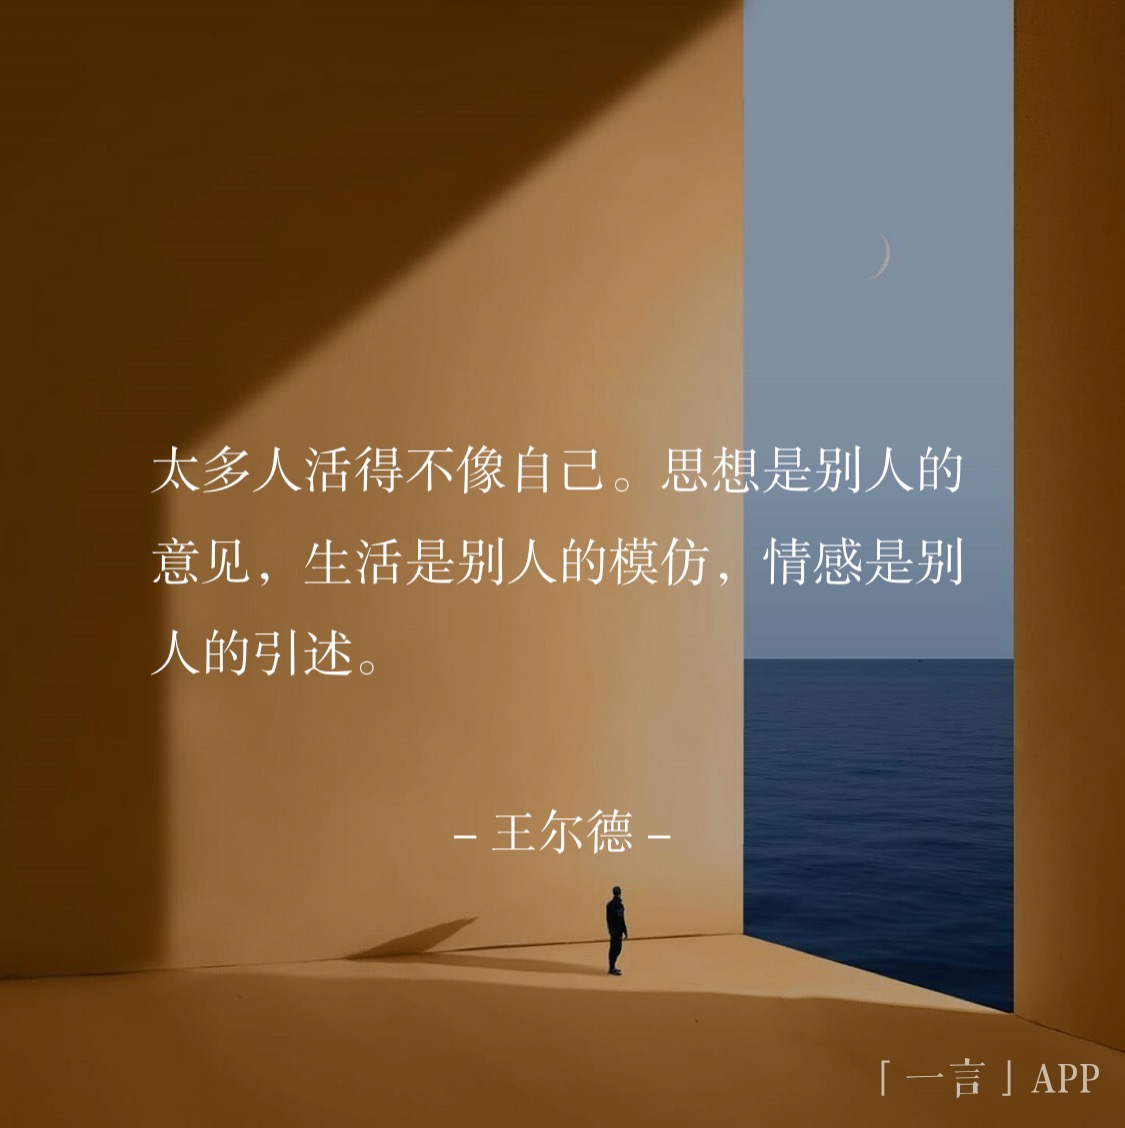 太多人活得不像自己。思想是别人的
意见，生活是别人的模仿，情感是别
人的引述。
– 王尔德 –
「一言」APP